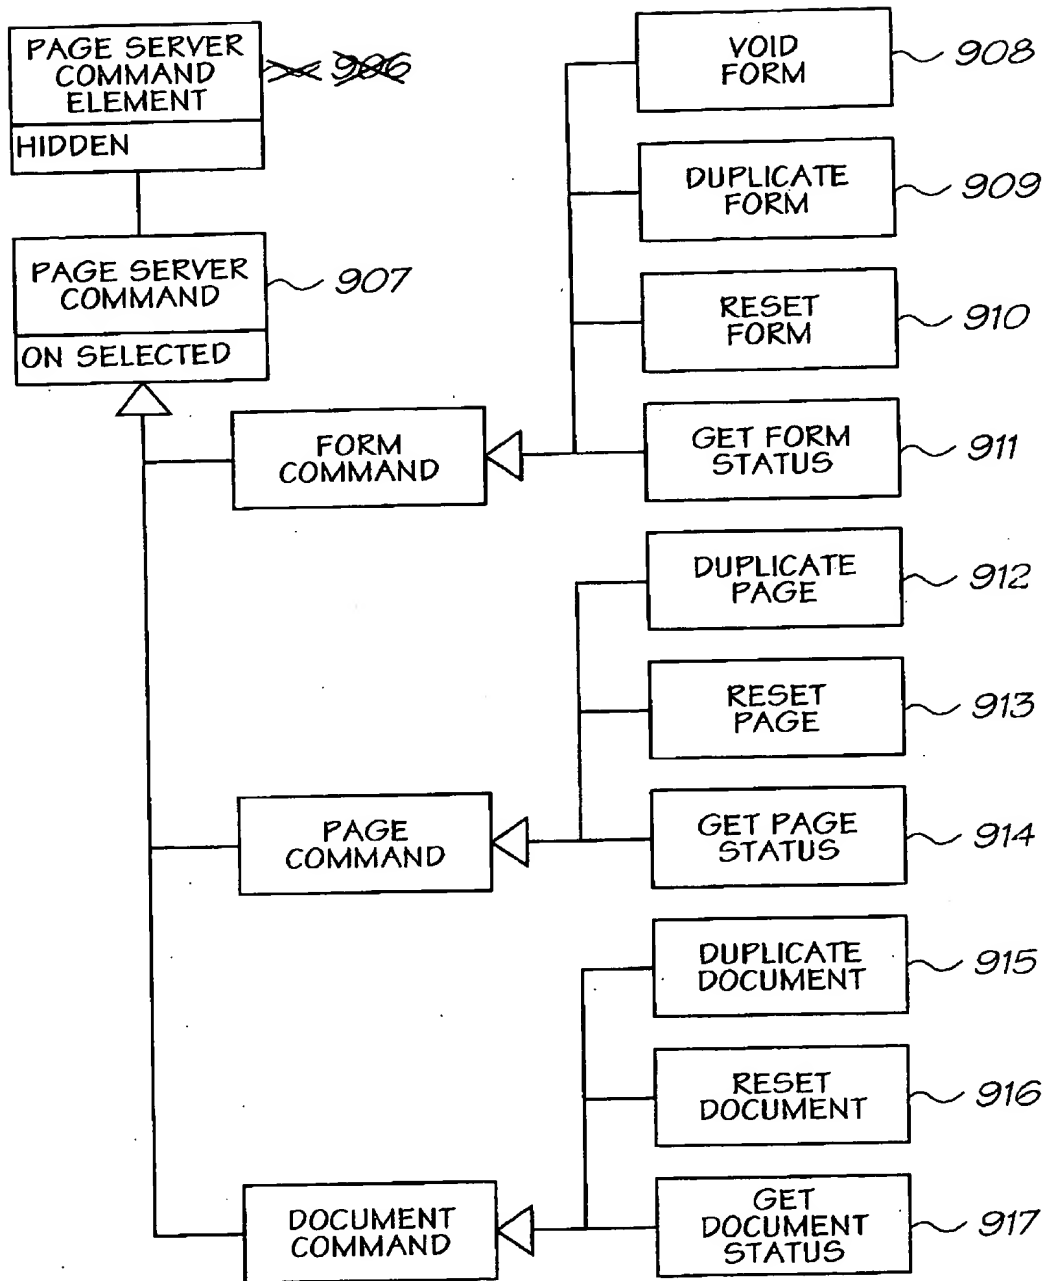 PAGE SERVER
COMMAND
ELEMENT
HIDDEN
906
PAGE SERVER
COMMAND
ON SELECTED
907
FORM
COMMAND
VOID
FORM
908
DUPLICATE
FORM
909
RESET
FORM
910
GET FORM
STATUS
911
PAGE
COMMAND
DUPLICATE
PAGE
912
RESET
PAGE
913
GET PAGE
STATUS
914
DOCUMENT
COMMAND
DUPLICATE
DOCUMENT
915
RESET
DOCUMENT
916
GET
DOCUMENT
STATUS
917